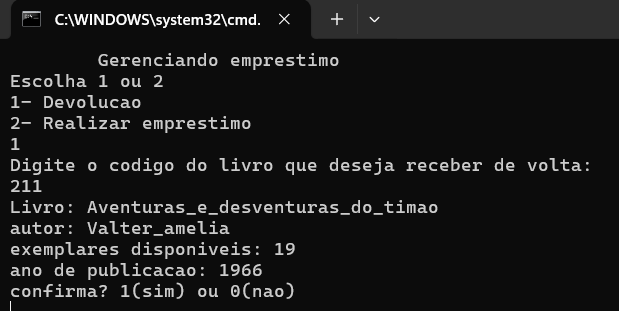 C:\WINDOWS\system32\cmd.
Gerenciando emprestimo
Escolha 1 ou 2
1- Devolucao
2- Realizar emprestimo
1
Digite o codigo do livro que deseja receber de volta:
211
Livro: Aventuras_e_desventuras_do_timao
autor: Valter_amelia
exemplares disponiveis: 19
ano de publicacao: 1966
confirma? 1(sim) ou 0(nao)